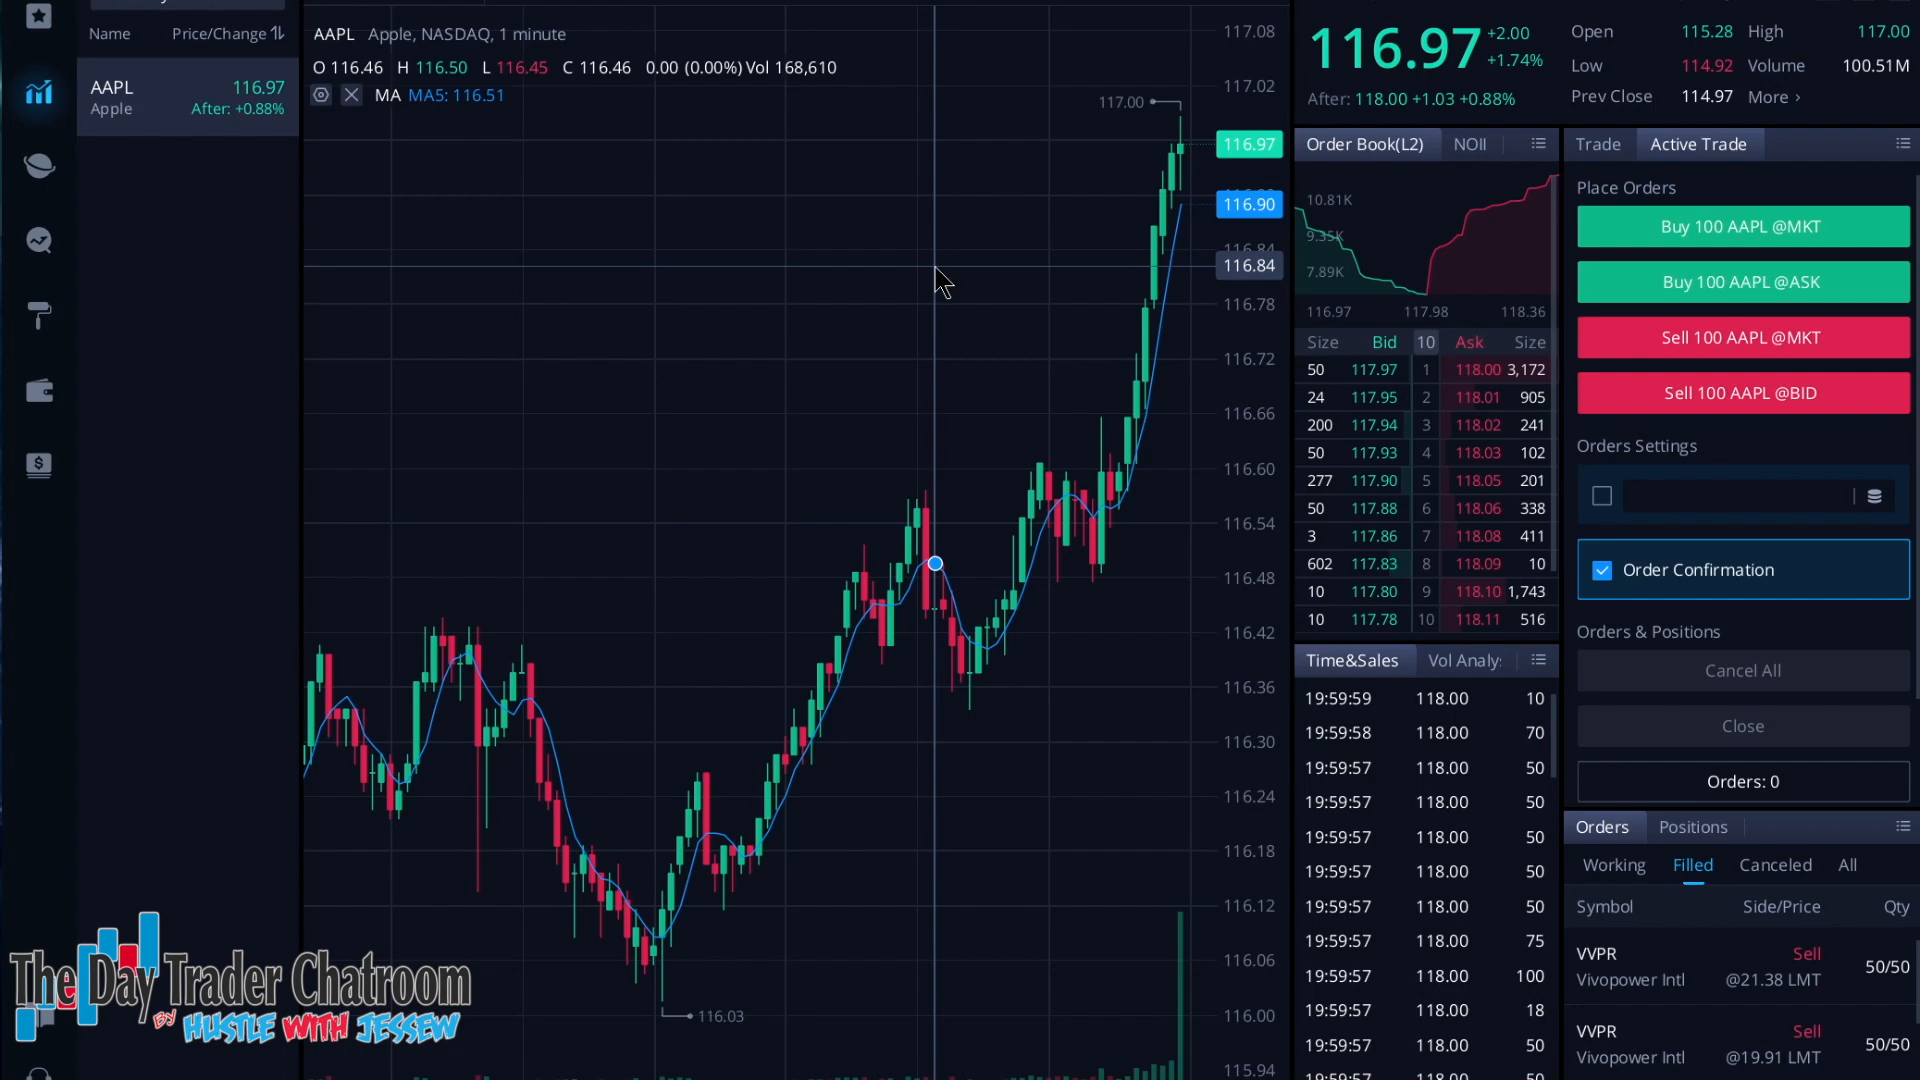 Name Price/Change
AAPL 116.97
Apple After: +0.88%
AAPL Apple, NASDAQ, 1 minute
O 116.46 H 116.50 L 116.45 C 116.46 0.00 (0.00%) Vol 168,610
MA MA5: 116.51
117.00
116.03
117.08
117.02
116.97
116.90
116.84
116.84
116.78
116.72
116.66
116.60
116.54
116.48
116.42
116.36
116.30
116.24
116.18
116.12
116.06
116.00
115.94
The Day Trader Chatroom
BY HUSTLE WITH JESSEW
116.97 +2.00
+1.74%
After: 118.00 +1.03 +0.88%
Open 115.28 High 117.00
Low 114.92 Volume 100.51M
Prev Close 114.97 More ›
Order Book(L2) NOII
10.81K
9.35K
7.89K
116.97 117.98 118.36
Size Bid 10 Ask Size
50 117.97 1 118.00 3,172
24 117.95 2 118.01 905
200 117.94 3 118.02 241
50 117.93 4 118.03 102
277 117.90 5 118.05 201
50 117.88 6 118.06 338
3 117.86 7 118.08 411
602 117.83 8 118.09 10
10 117.80 9 118.10 1,743
10 117.78 10 118.11 516
Time&Sales Vol Analy
19:59:59 118.00 10
19:59:58 118.00 70
19:59:57 118.00 50
19:59:57 118.00 50
19:59:57 118.00 50
19:59:57 118.00 50
19:59:57 118.00 50
19:59:57 118.00 75
19:59:57 118.00 100
19:59:57 118.00 18
19:59:57 118.00 50
Trade Active Trade
Place Orders
Buy 100 AAPL @MKT
Buy 100 AAPL @ASK
Sell 100 AAPL @MKT
Sell 100 AAPL @BID
Orders Settings
Order Confirmation
Orders & Positions
Cancel All
Close
Orders: 0
Orders Positions
Working Filled Canceled All
Symbol Side/Price Qty
VVPR Sell 50/50
Vivopower Intl @21.38 LMT
VVPR Sell 50/50
Vivopower Intl @19.91 LMT